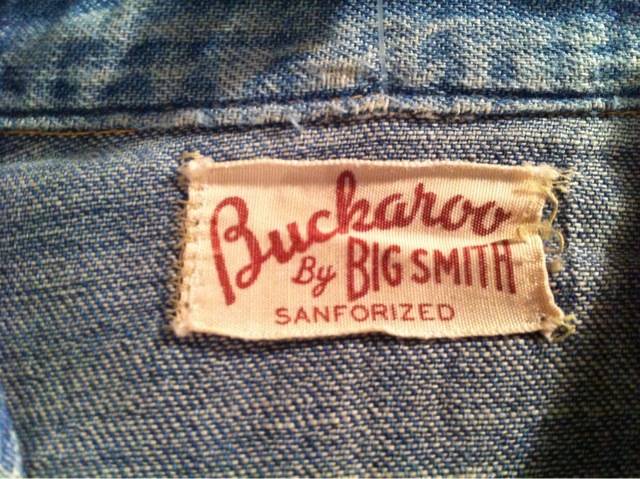 Buckaroo
By BIG SMITH
SANFORIZED